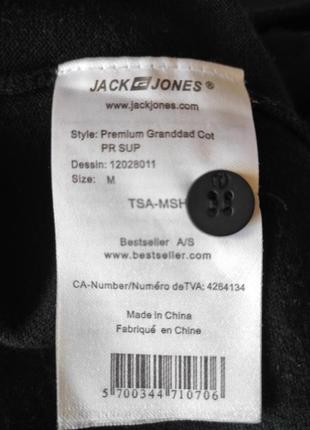 JACK JONES®
www.jackjones.com
Style: Premium Granddad Cot
PR SUP
Dessin: 12028011
Size: M
TSA-MSH
Bestseller A/S
www.bestseller.com
CA-Number/Numéro deTVA: 4264134
Made in China
Fabriqué en Chine
5 700344 710706